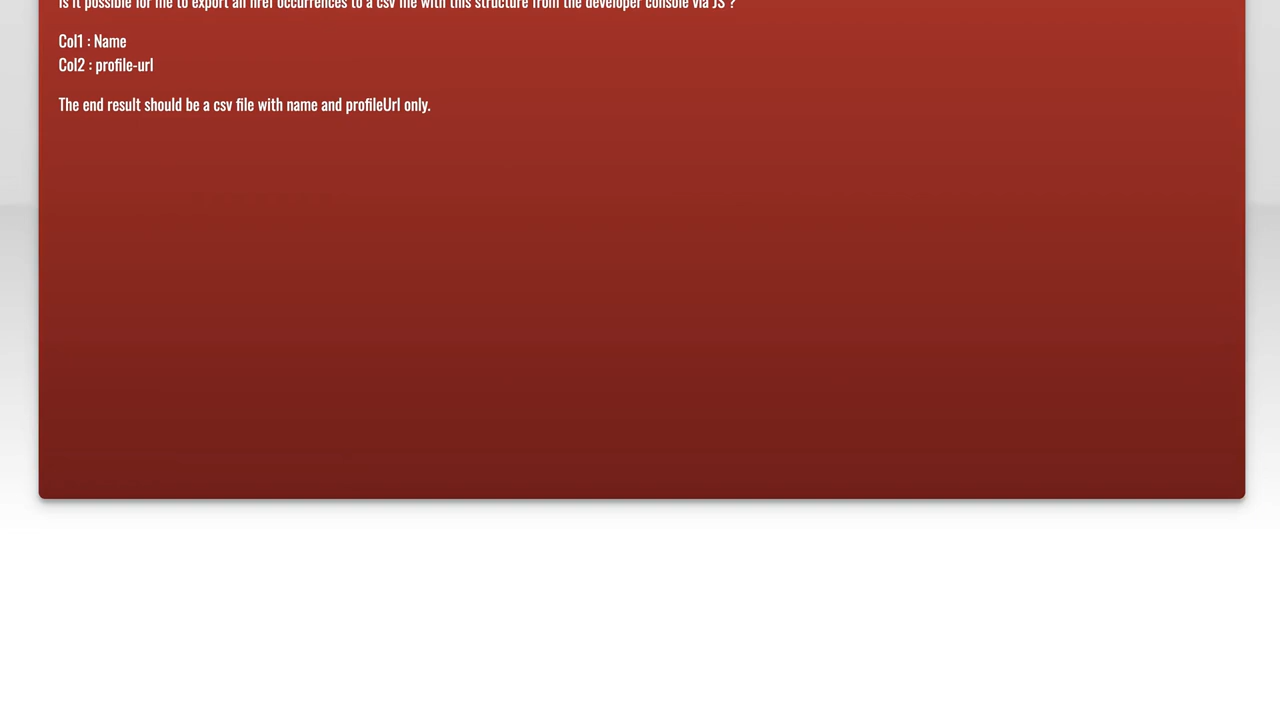 Is it possible for me to export all href occurrences to a csv file with this structure from the developer console via JS ?
Col1 : Name
Col2 : profile-url
The end result should be a csv file with name and profileUrl only.